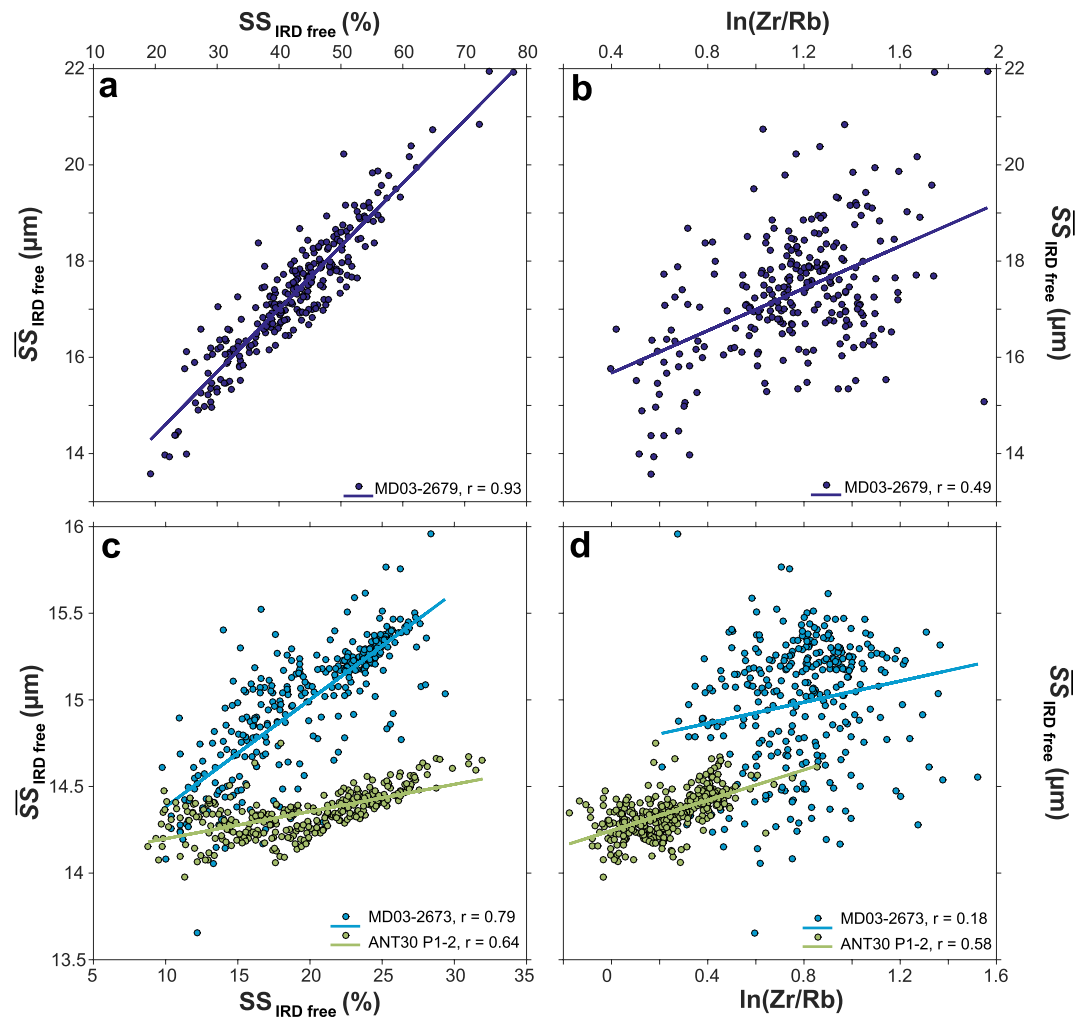 SS IRD free (%)
ln(Zr/Rb)
10 20 30 40 50 60 70 80
0.4 0.8 1.2 1.6 2
a
b
22
20
18
16
14
S̅S̅ IRD free (µm)
22
20
18
16
14
S̅S̅ IRD free (µm)
MD03-2679, r = 0.93
MD03-2679, r = 0.49
c
d
16
15.5
15
14.5
14
13.5
S̅S̅ IRD free (µm)
S̅S̅ IRD free (µm)
MD03-2673, r = 0.79
ANT30 P1-2, r = 0.64
MD03-2673, r = 0.18
ANT30 P1-2, r = 0.58
5 10 15 20 25 30 35
0 0.4 0.8 1.2 1.6
SS IRD free (%)
ln(Zr/Rb)